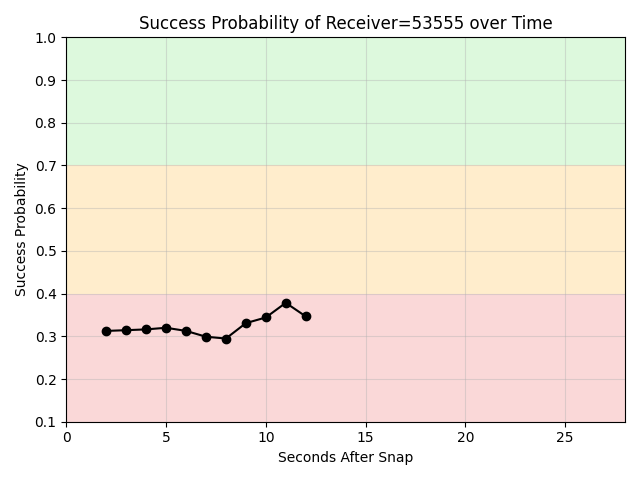 Success Probability of Receiver=53555 over Time
1.0
0.9
0.8
0.7
0.6
0.5
0.4
0.3
0.2
0.1
Success Probability
0 5 10 15 20 25
Seconds After Snap